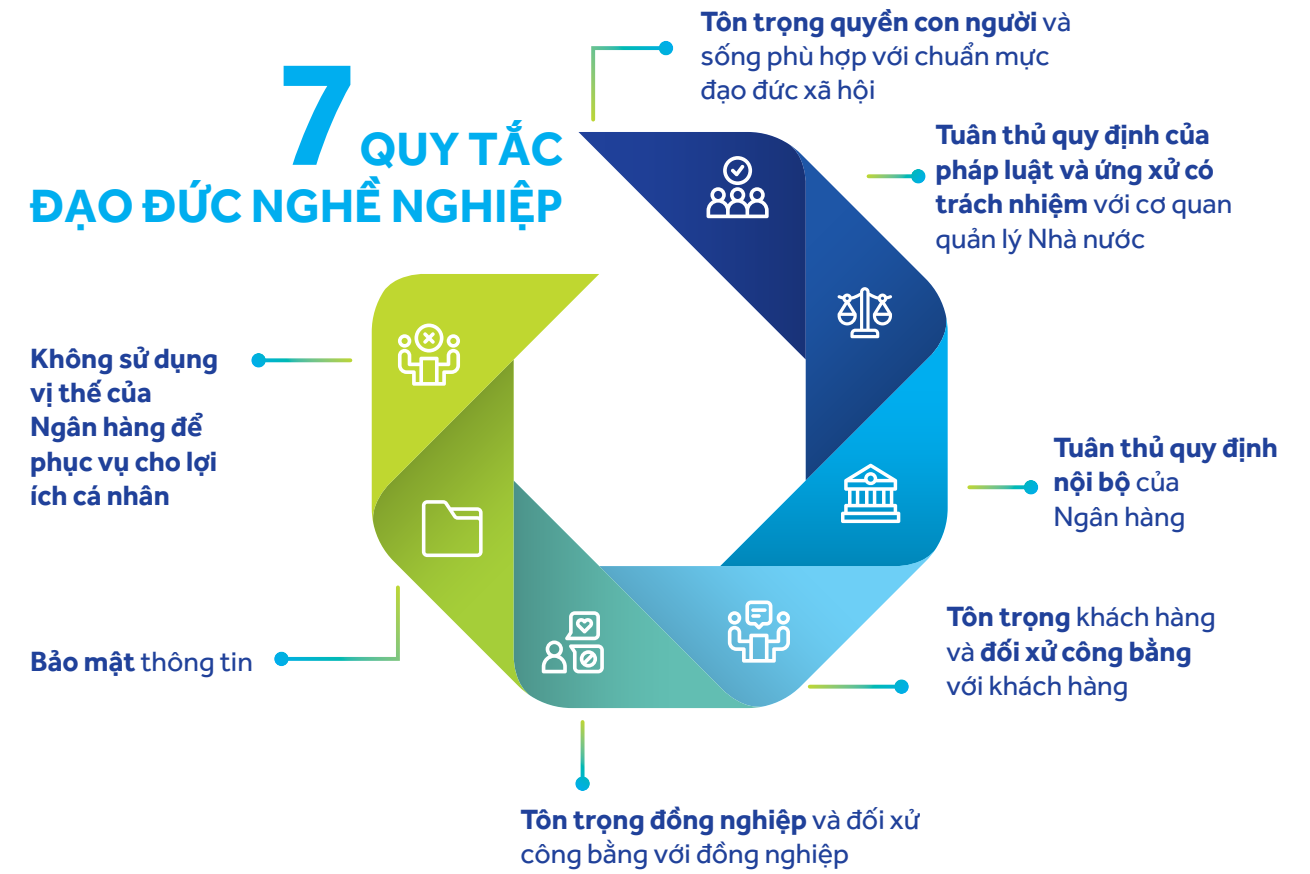 7 QUY TẮC
ĐẠO ĐỨC NGHỀ NGHIỆP
Tôn trọng quyền con người và
sống phù hợp với chuẩn mực
đạo đức xã hội
Tuân thủ quy định của
pháp luật và ứng xử có
trách nhiệm với cơ quan
quản lý Nhà nước
Tuân thủ quy định
nội bộ của
Ngân hàng
Tôn trọng khách hàng
và đối xử công bằng
với khách hàng
Tôn trọng đồng nghiệp và đối xử
công bằng với đồng nghiệp
Bảo mật thông tin
Không sử dụng
vị thế của
Ngân hàng để
phục vụ cho lợi
ích cá nhân